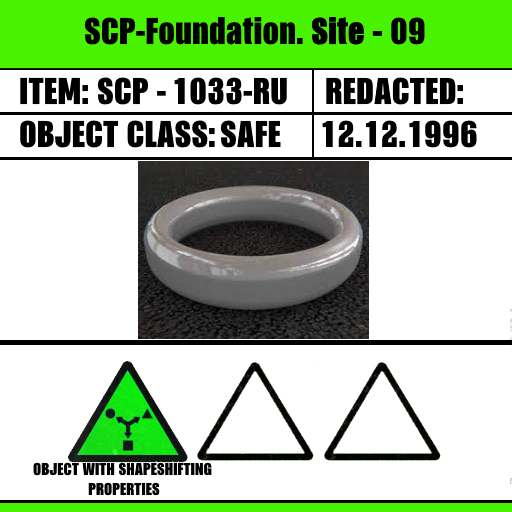 SCP-Foundation. Site - 09
ITEM: SCP - 1033-RU
REDACTED:
OBJECT CLASS: SAFE
12.12.1996
OBJECT WITH SHAPESHIFTING
PROPERTIES